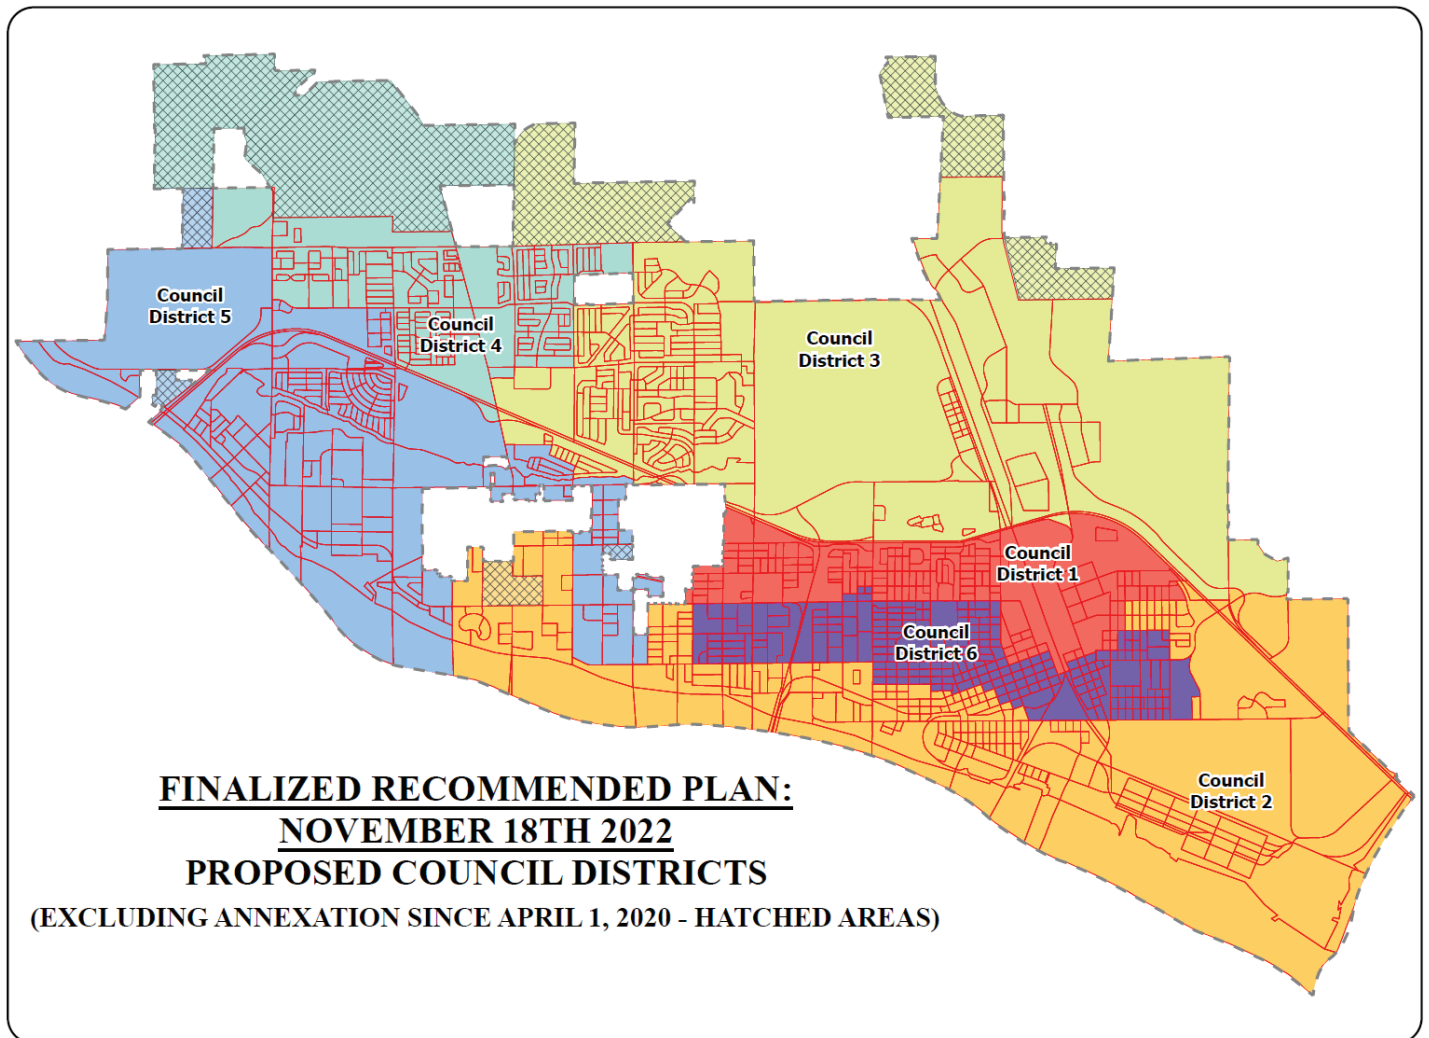 Council
District 5
Council
District 4
Council
District 3
Council
District 1
Council
District 6
Council
District 2
FINALIZED RECOMMENDED PLAN:
NOVEMBER 18TH 2022
PROPOSED COUNCIL DISTRICTS
(EXCLUDING ANNEXATION SINCE APRIL 1, 2020 - HATCHED AREAS)